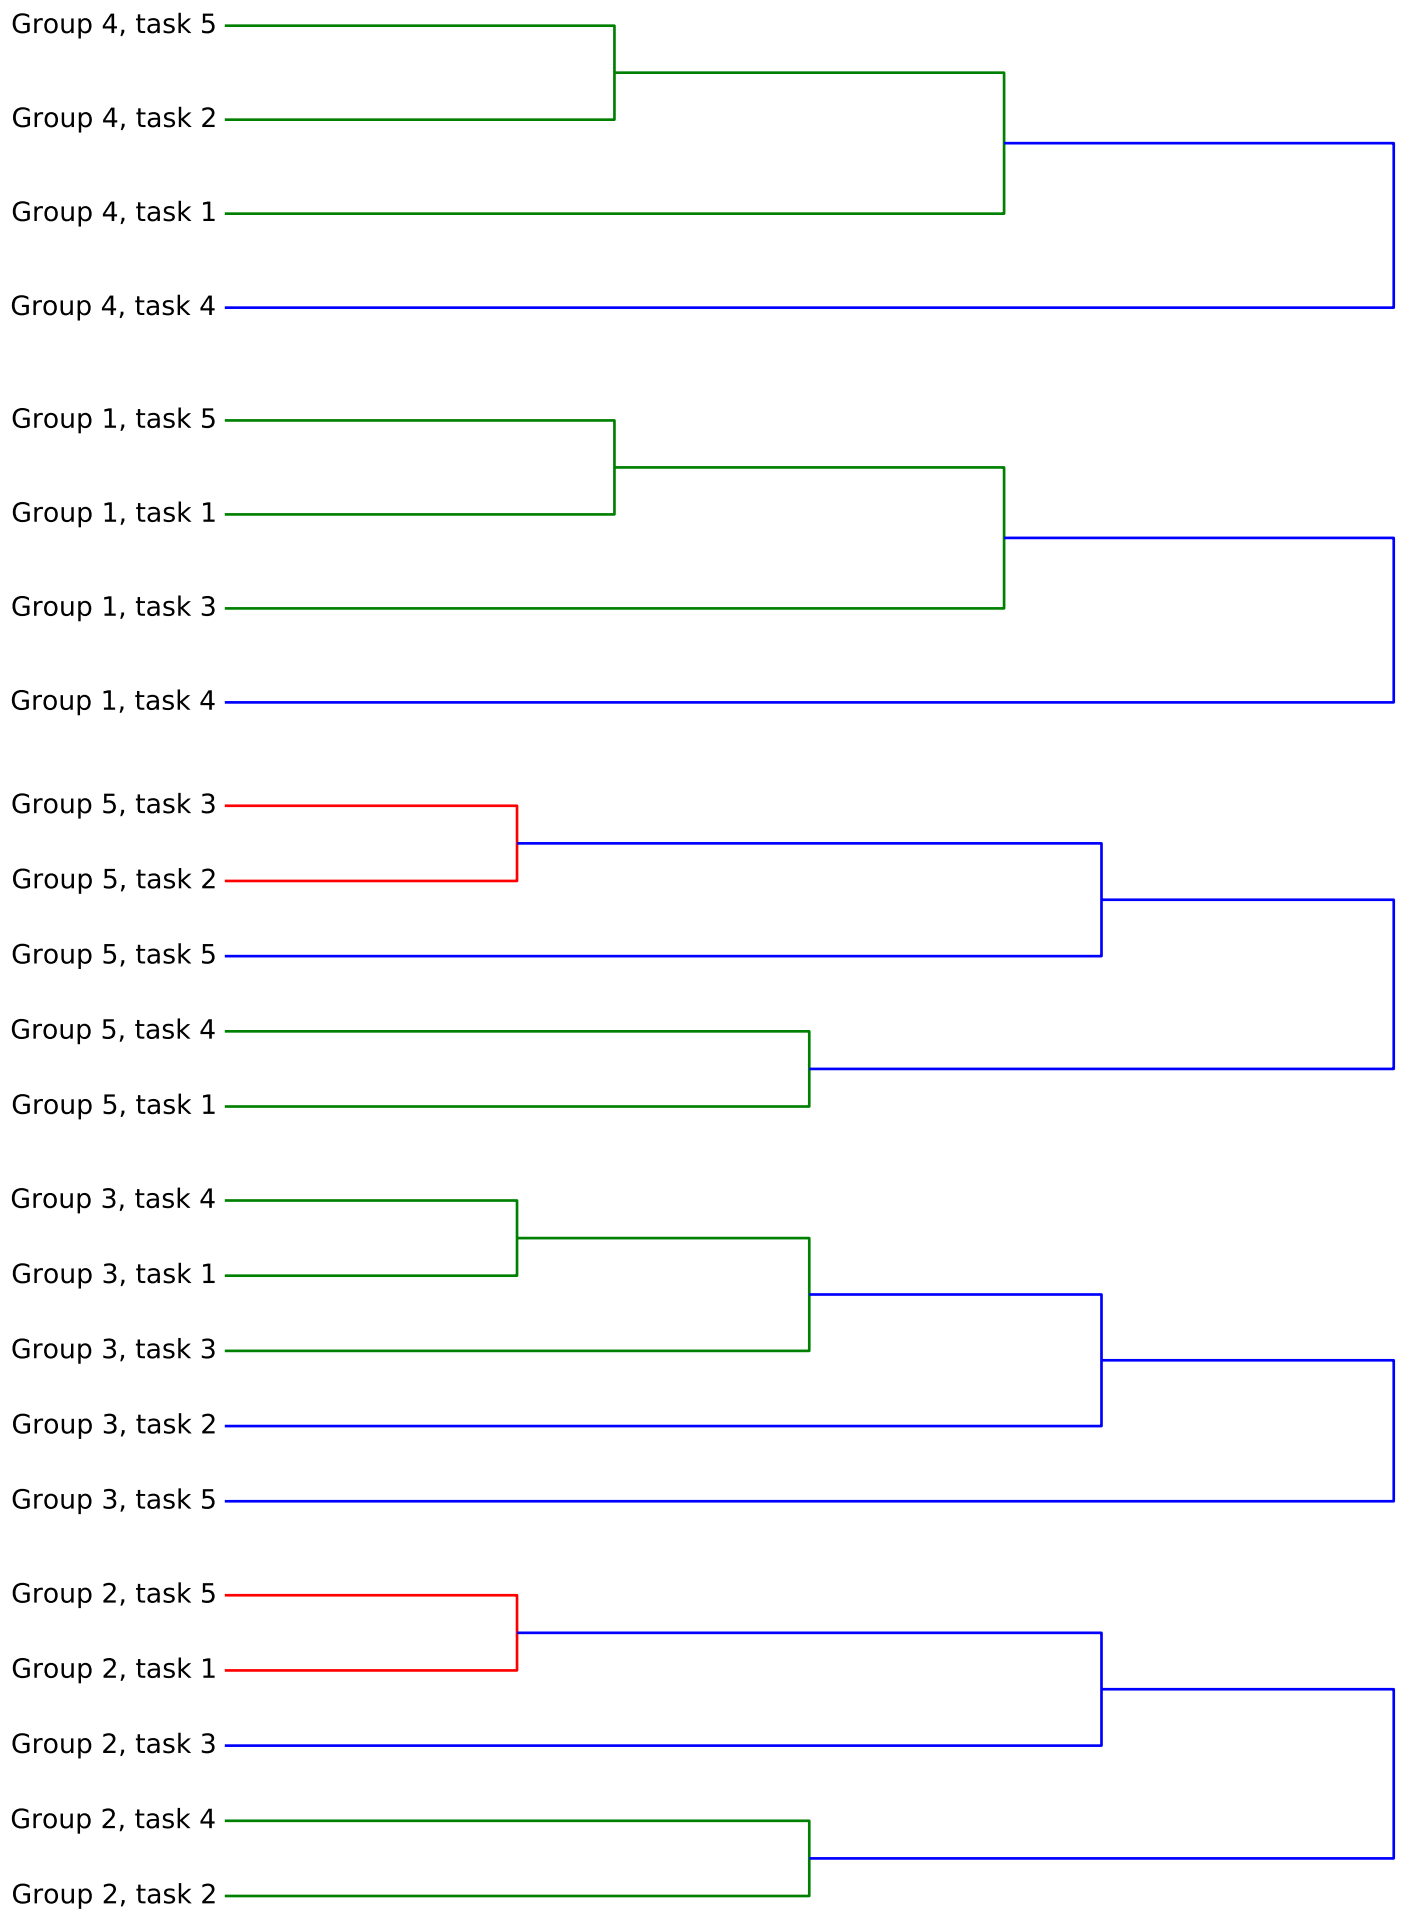 Group 4, task 5
Group 4, task 2
Group 4, task 1
Group 4, task 4
Group 1, task 5
Group 1, task 1
Group 1, task 3
Group 1, task 4
Group 5, task 3
Group 5, task 2
Group 5, task 5
Group 5, task 4
Group 5, task 1
Group 3, task 4
Group 3, task 1
Group 3, task 3
Group 3, task 2
Group 3, task 5
Group 2, task 5
Group 2, task 1
Group 2, task 3
Group 2, task 4
Group 2, task 2